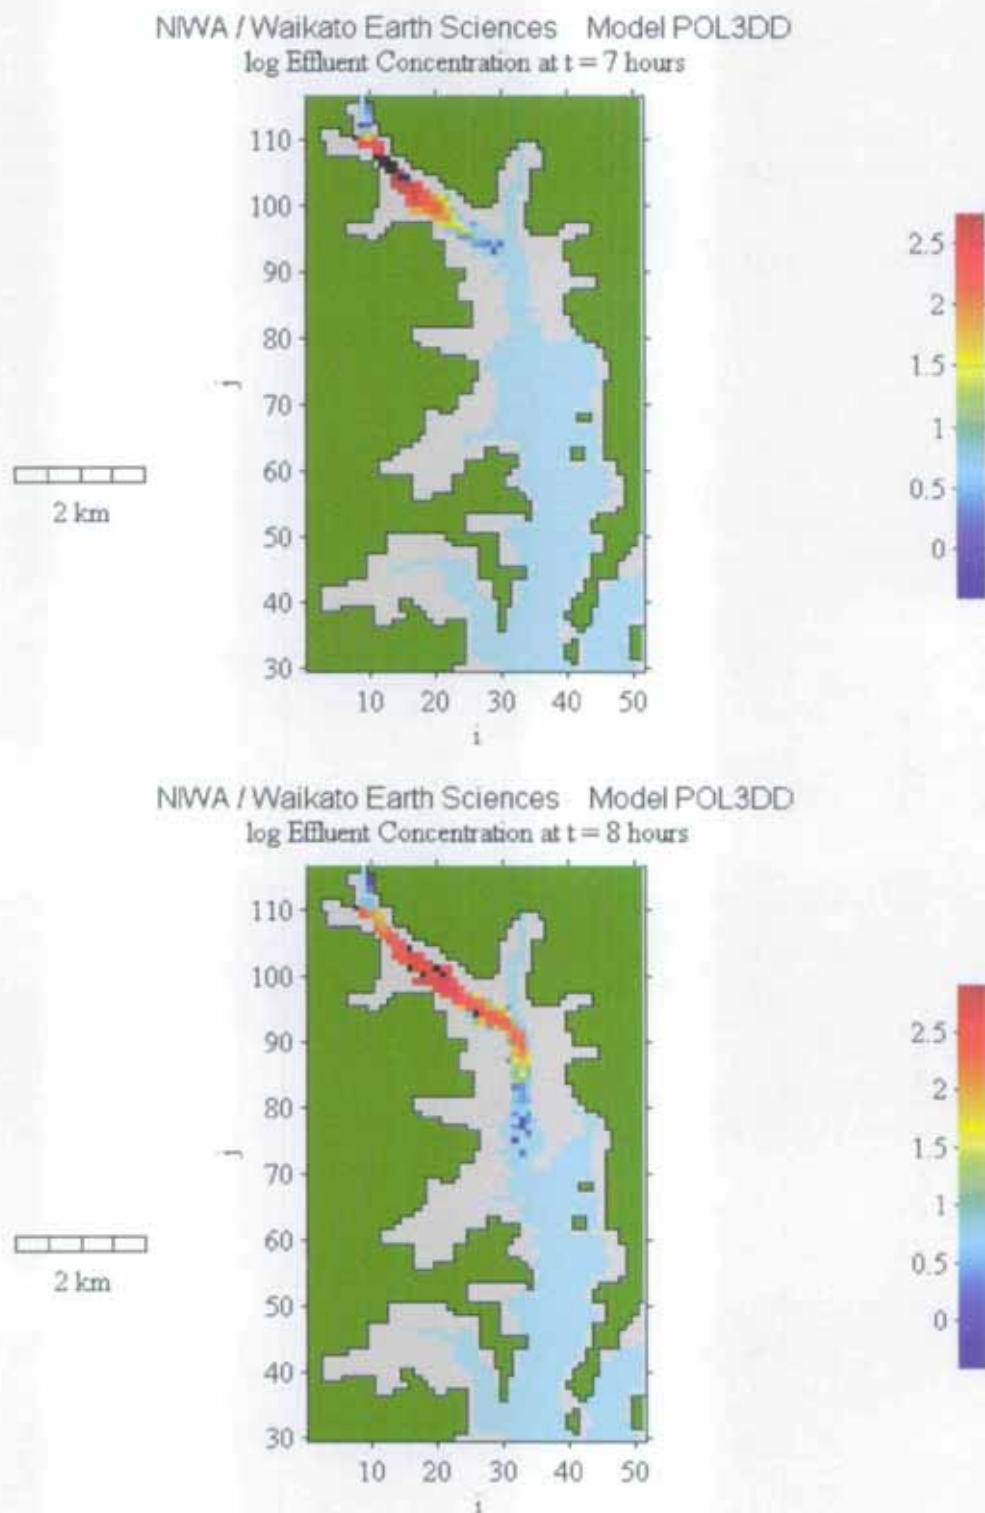 NIWA / Waikato Earth Sciences Model POL3DD
log Effluent Concentration at t = 7 hours
110
100
90
80
70
60
50
40
30
j
10 20 30 40 50
i
2 km
2.5
2
1.5
1
0.5
0
NIWA / Waikato Earth Sciences Model POL3DD
log Effluent Concentration at t = 8 hours
110
100
90
80
70
60
50
40
30
j
10 20 30 40 50
i
2 km
2.5
2
1.5
1
0.5
0